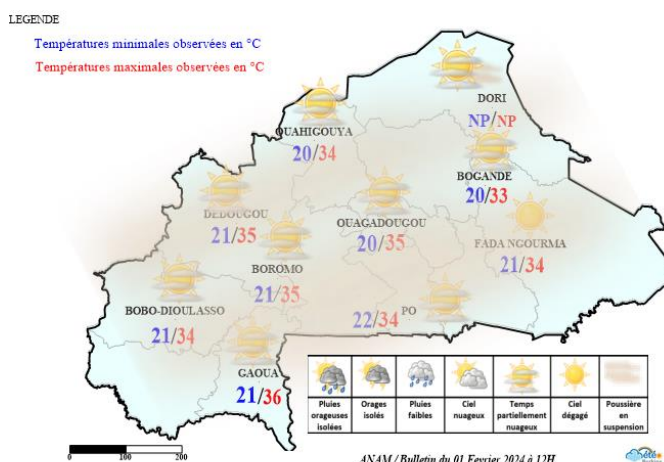 LEGENDE
Températures minimales observées en °C
Températures maximales observées en °C
DORI
NP/NP
OUAHIGOUYA
20/34
BOGANDE
20/33
DEDOUGOU
21/35
OUAGADOUGOU
20/35
FADA NGOURMA
21/34
BOROMO
21/35
BOBO-DIOULASSO
21/34
PO
22/34
GAOUA
21/36
Pluies orageuses isolées
Orages isolés
Pluies faibles
Ciel nuageux
Temps partiellement nuageux
Ciel dégagé
Poussière en suspension
0 100 200
ANAM / Bulletin du 01 Fevrier 2024 à 12H
été